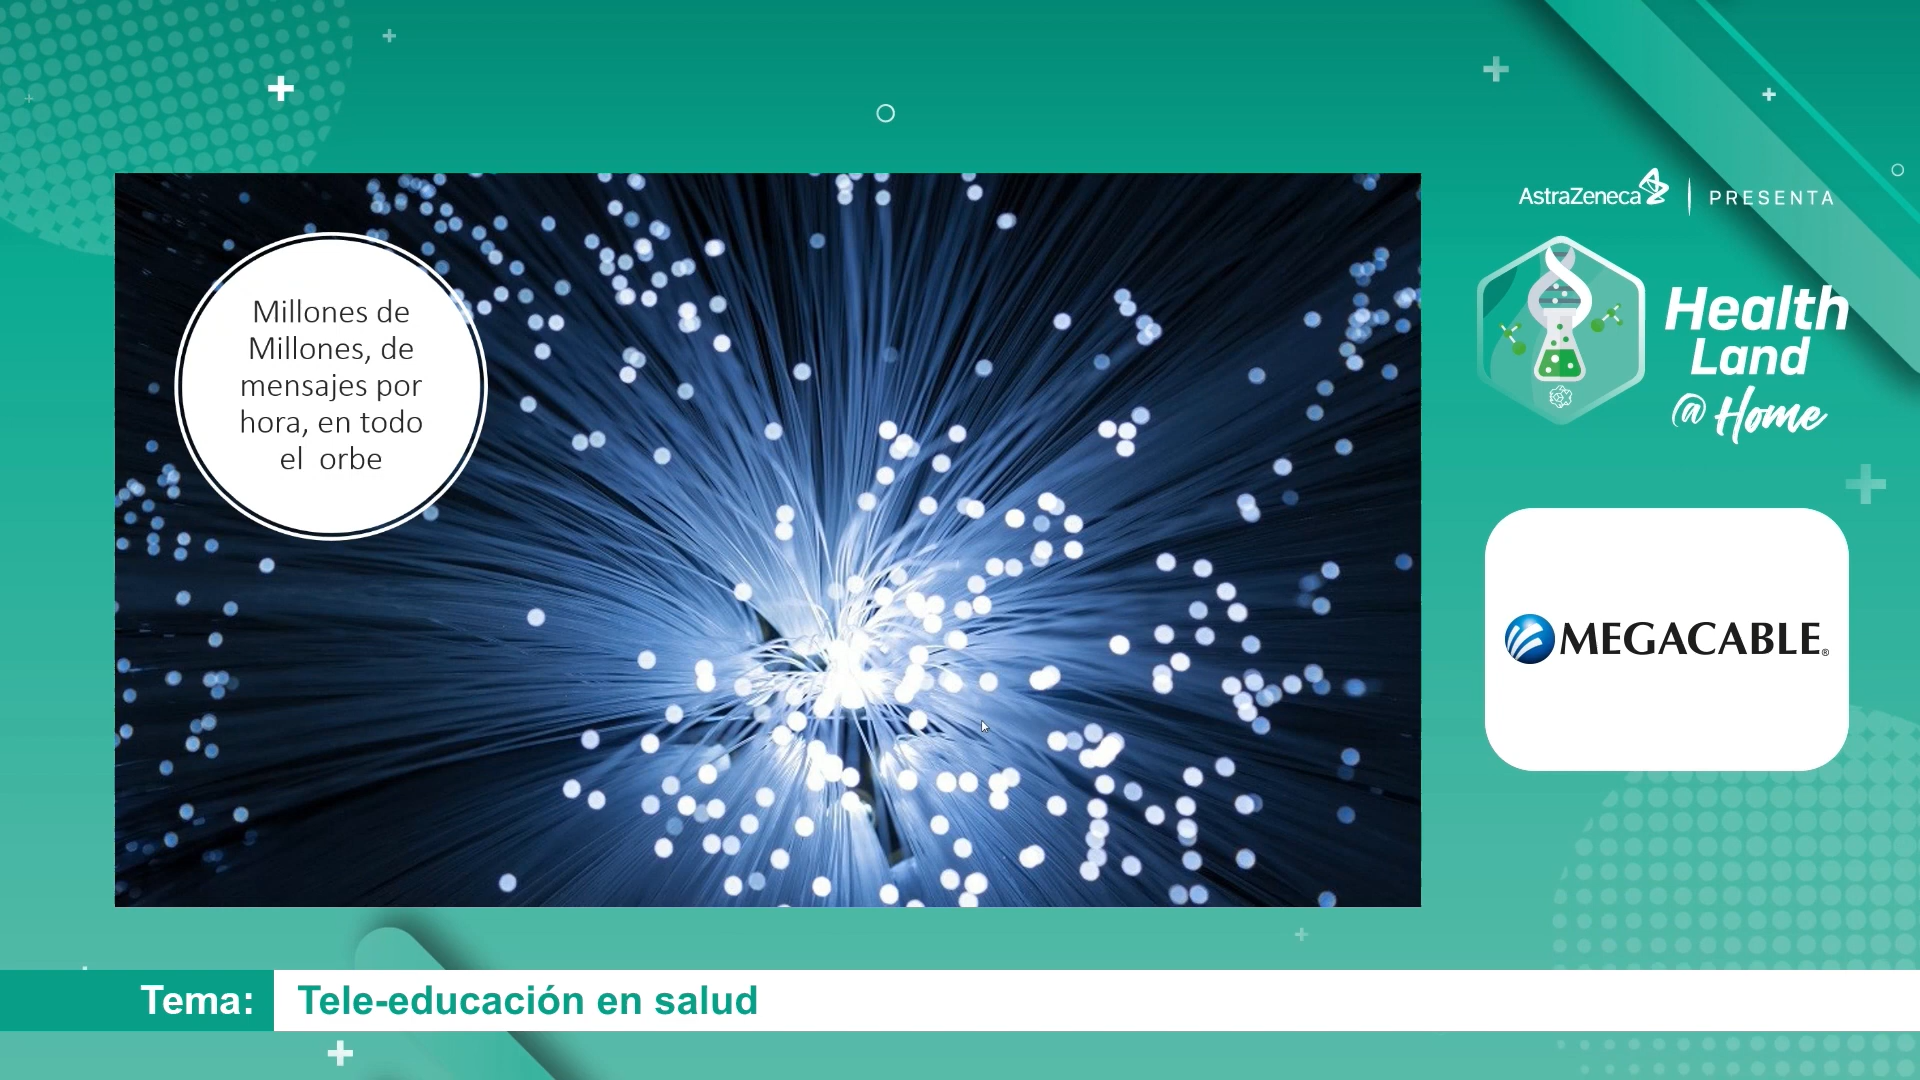 AstraZeneca | PRESENTA
Health
Land
@ Home
Millones de
Millones, de
mensajes por
hora, en todo
el orbe
MEGACABLE®
Tema: Tele-educación en salud